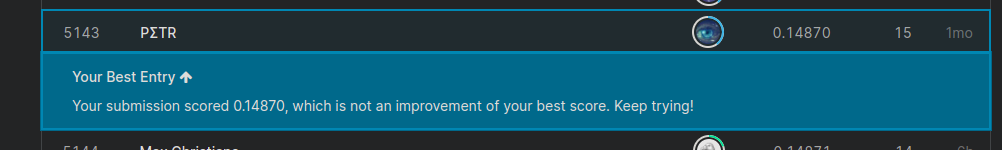 5143 PΣTR 0.14870 15 1mo
Your Best Entry ↑
Your submission scored 0.14870, which is not an improvement of your best score. Keep trying!